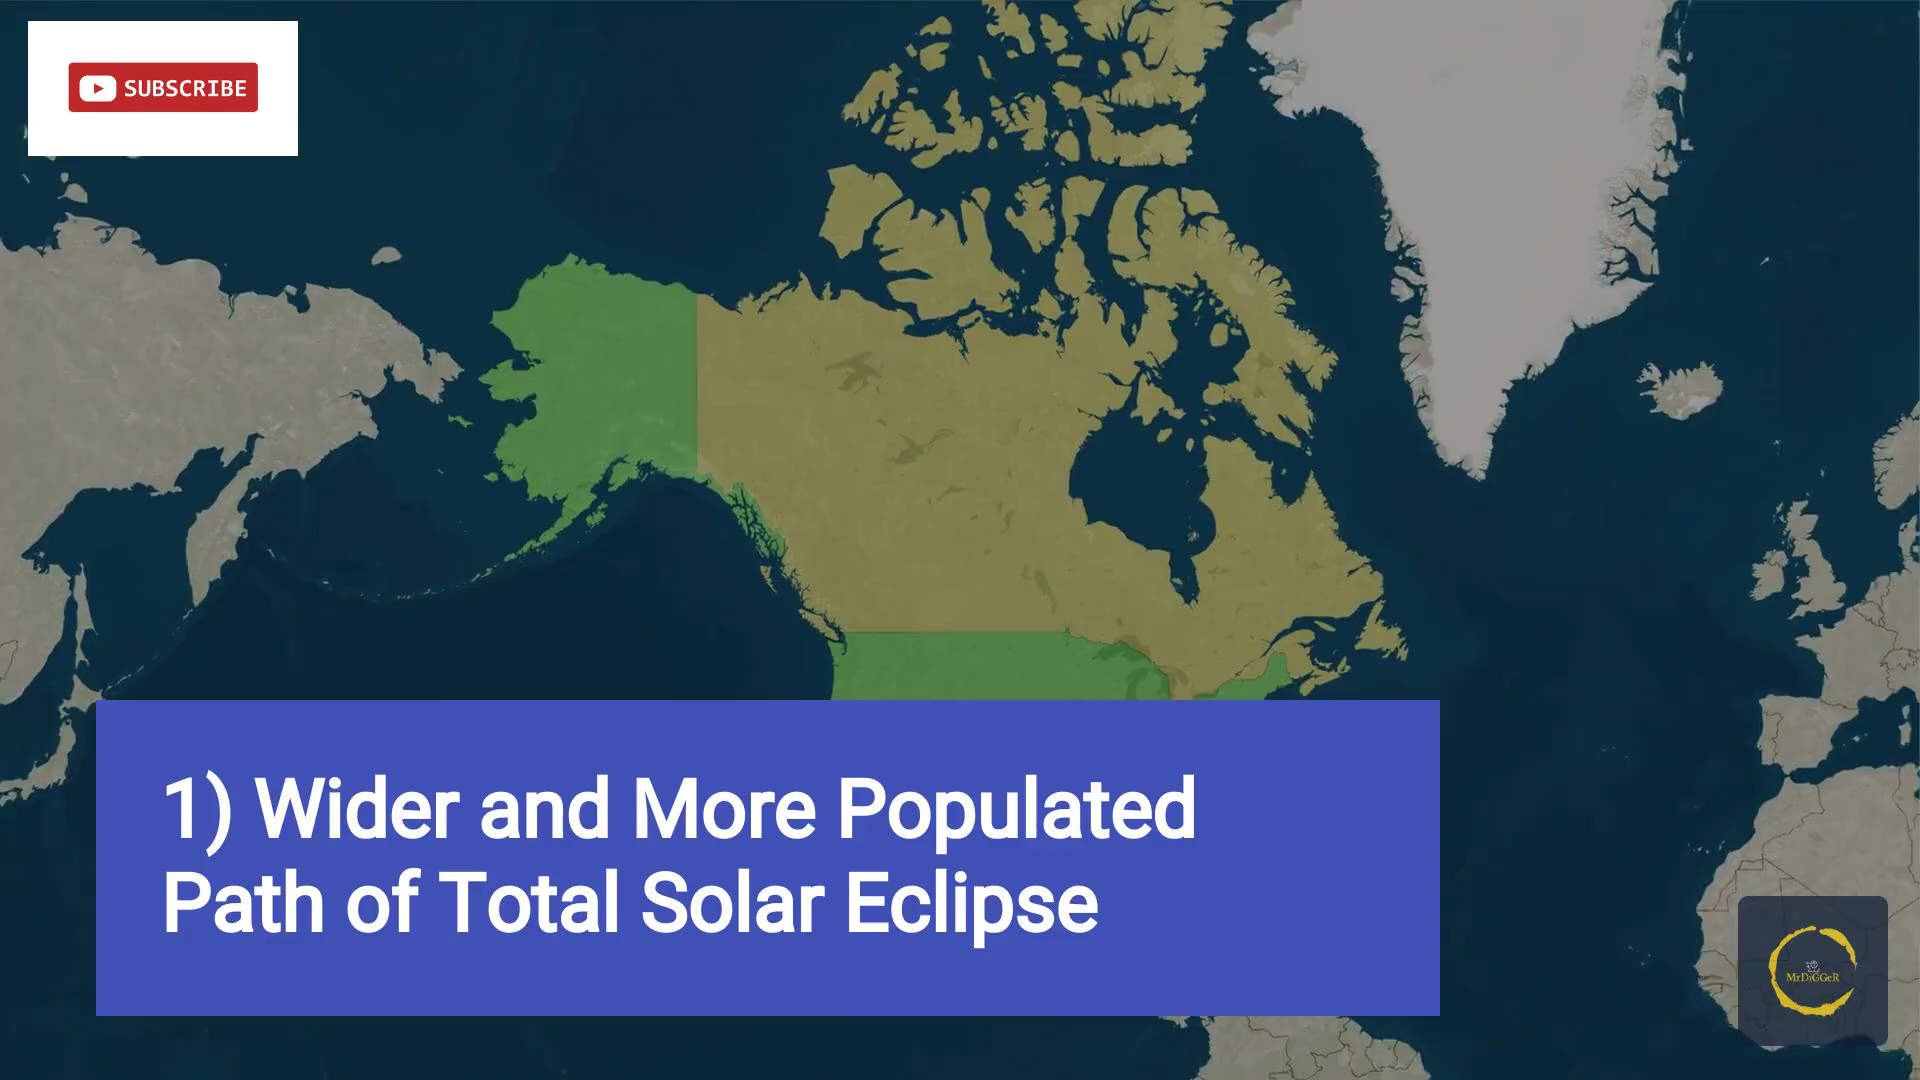 SUBSCRIBE
1) Wider and More Populated
Path of Total Solar Eclipse
MrDiGGeR